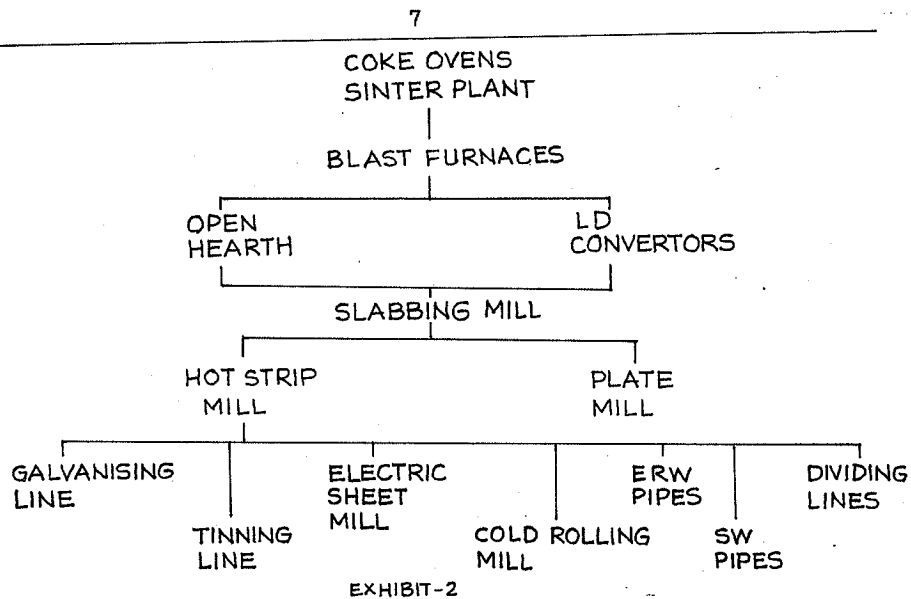 7
COKE OVENS
SINTER PLANT
BLAST FURNACES
OPEN
HEARTH
LD
CONVERTORS
SLABBING MILL
HOT STRIP
MILL
PLATE
MILL
GALVANISING
LINE
TINNING
LINE
ELECTRIC
SHEET
MILL
COLD ROLLING
MILL
ERW
PIPES
SW
PIPES
DIVIDING
LINES
EXHIBIT-2